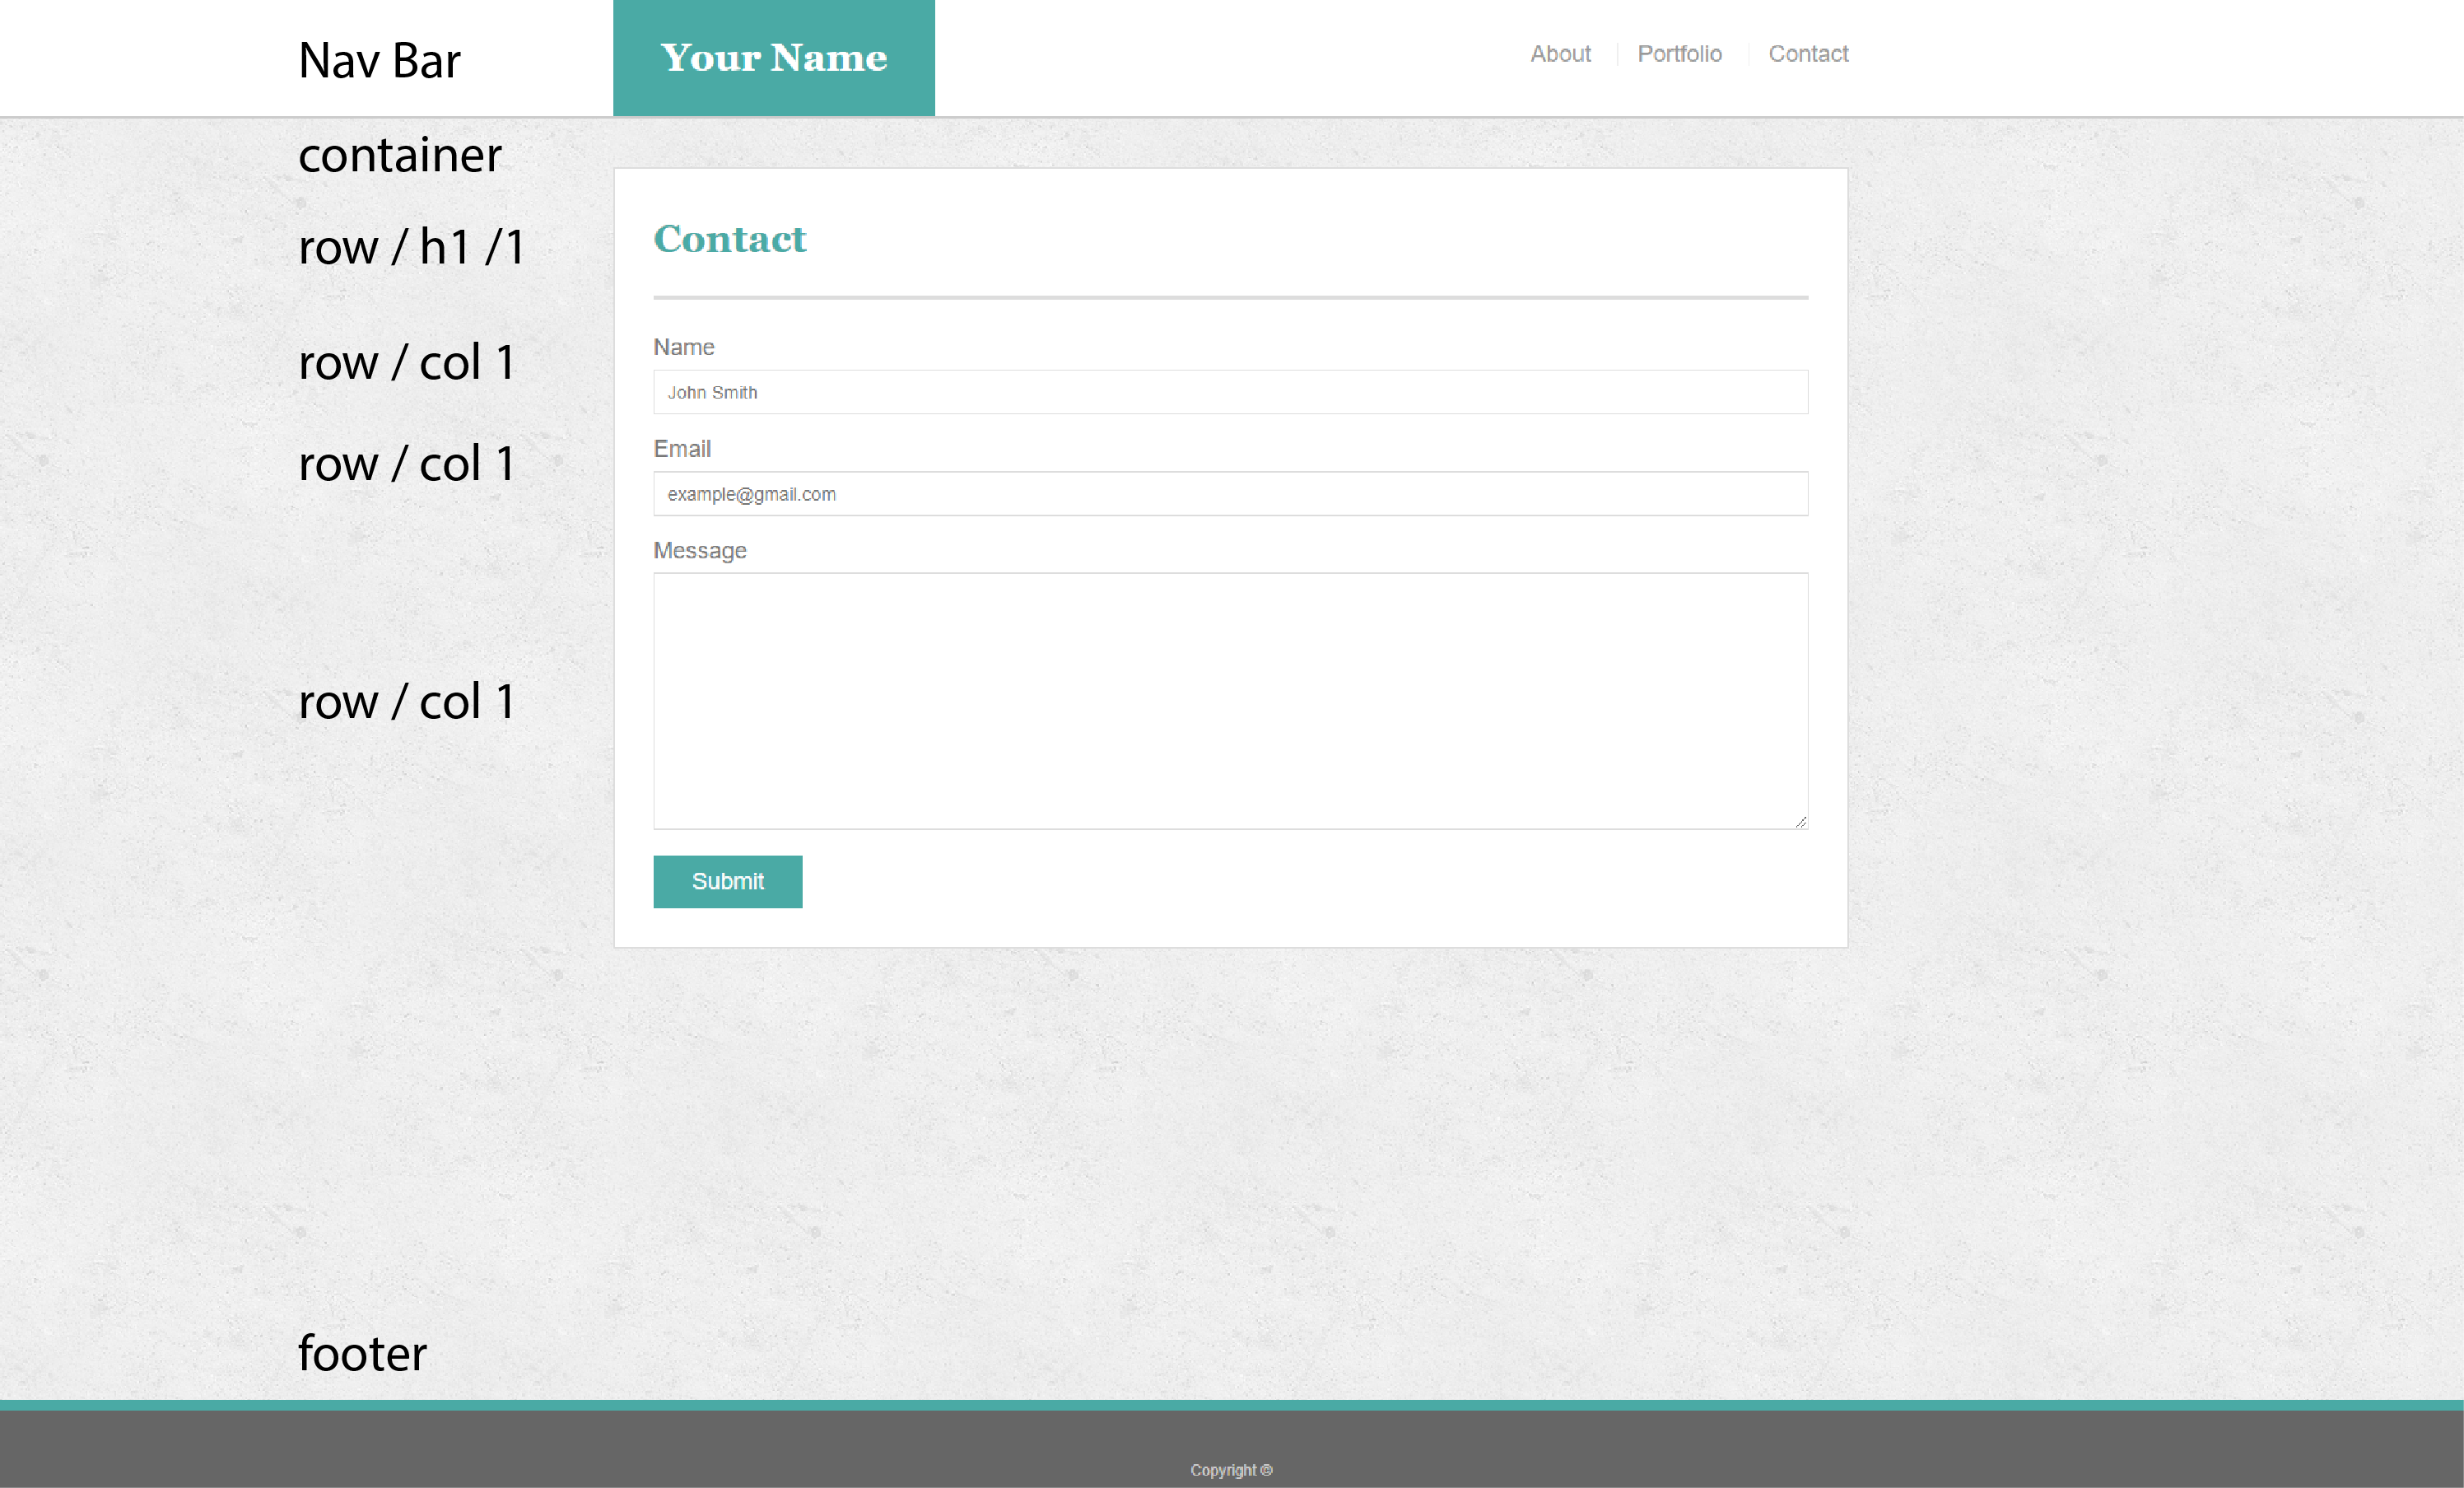 Nav Bar
Your Name
About
Portfolio
Contact
container
row / h1 /1
Contact
row / col 1
Name
John Smith
row / col 1
Email
example@gmail.com
Message
row / col 1
Submit
footer
Copyright ©